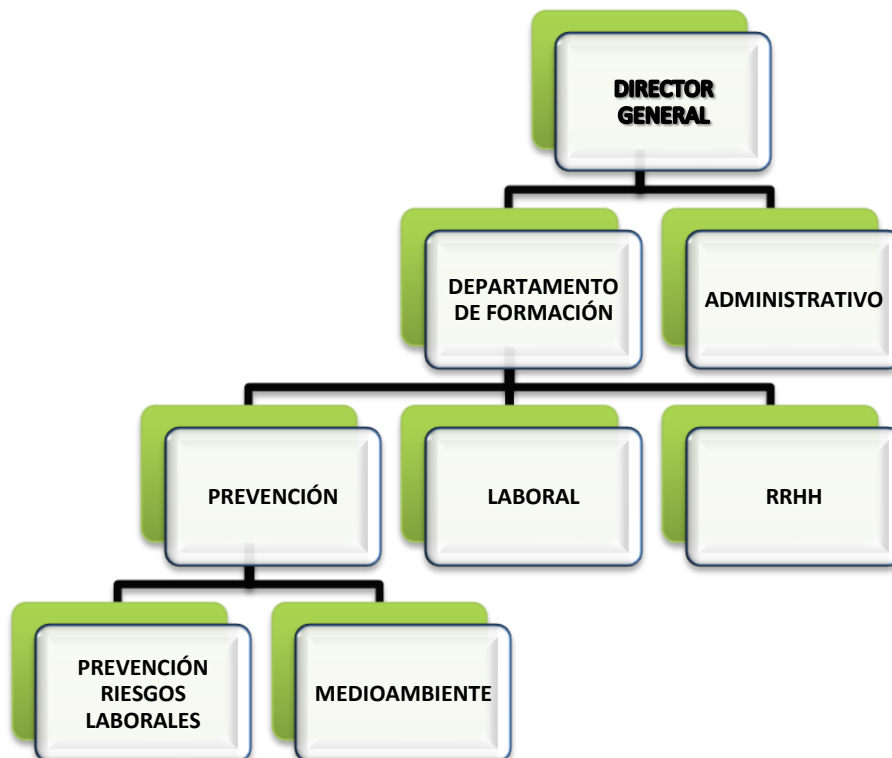 DIRECTOR
GENERAL
DEPARTAMENTO
DE FORMACIÓN
ADMINISTRATIVO
PREVENCIÓN
LABORAL
RRHH
PREVENCIÓN
RIESGOS
LABORALES
MEDIOAMBIENTE